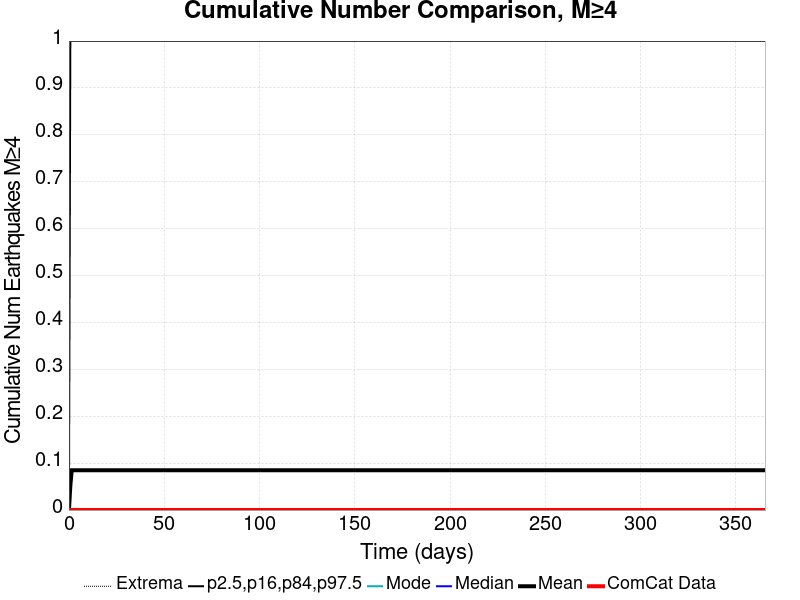 Cumulative Number Comparison, M≥4
Cumulative Num Earthquakes M≥4
1
0.9
0.8
0.7
0.6
0.5
0.4
0.3
0.2
0.1
0
0 50 100 150 200 250 300 350
Time (days)
Extrema p2.5,p16,p84,p97.5 Mode Median Mean ComCat Data